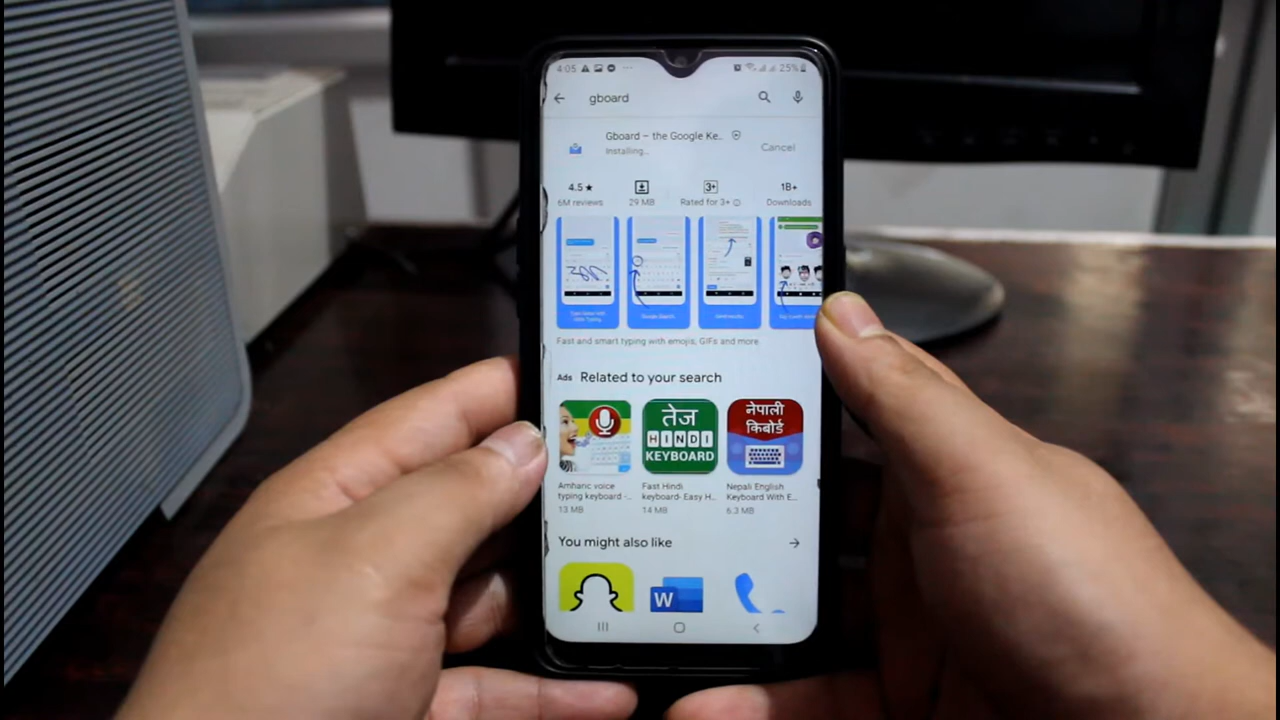 4:05
25%
gboard
Gboard – the Google Ke..
Installing...
Cancel
4.5★
3+
1B+
6M reviews
29 MB
Rated for 3+
Downloads
Google Search
Fast and smart typing with emojis, GIFs and more.
Ads Related to your search
तेज
HINDI
KEYBOARD
नेपाली
किबोर्ड
Amharic voice
typing keyboard -..
13 MB
Fast Hindi
keyboard- Easy H..
14 MB
Nepali English
Keyboard With E..
6.3 MB
You might also like
W